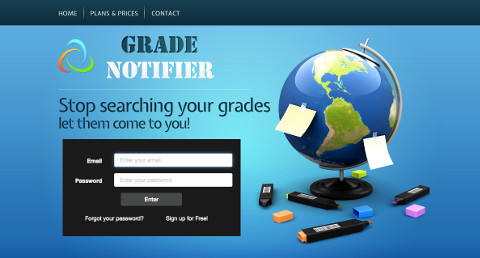 HOME PLANS & PRICES CONTACT
GRADE
NOTIFIER
Stop searching your grades
let them come to you!
Email Enter your email
Password Enter your password
Enter
Forgot your password? Sign up for Free!